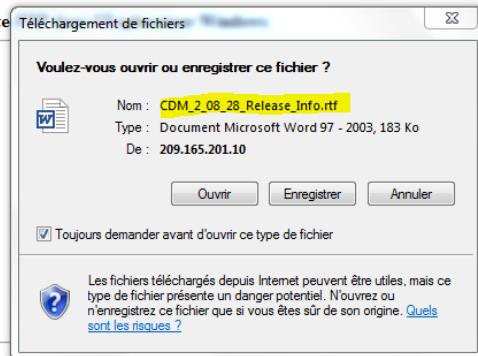 Téléchargement de fichiers
Voulez-vous ouvrir ou enregistrer ce fichier ?
Nom : CDM_2_08_28_Release_Info.rtf
Type : Document Microsoft Word 97 - 2003, 183 Ko
De : 209.165.201.10
Ouvrir Enregistrer Annuler
Toujours demander avant d'ouvrir ce type de fichier
Les fichiers téléchargés depuis Internet peuvent être utiles, mais ce
type de fichier présente un danger potentiel. N'ouvrez ou
n'enregistrez ce fichier que si vous êtes sûr de son origine. Quels
sont les risques ?